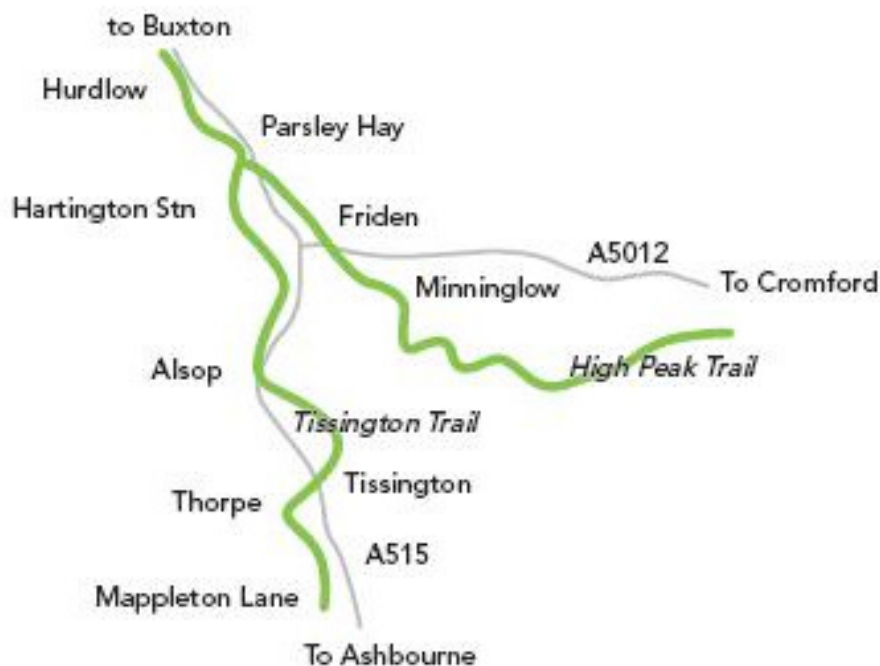 to Buxton
Hurdlow
Parsley Hay
Hartington Stn
Friden
A5012
To Cromford
Minninglow
Alsop
High Peak Trail
Tissington Trail
Tissington
Thorpe
A515
Mappleton Lane
To Ashbourne